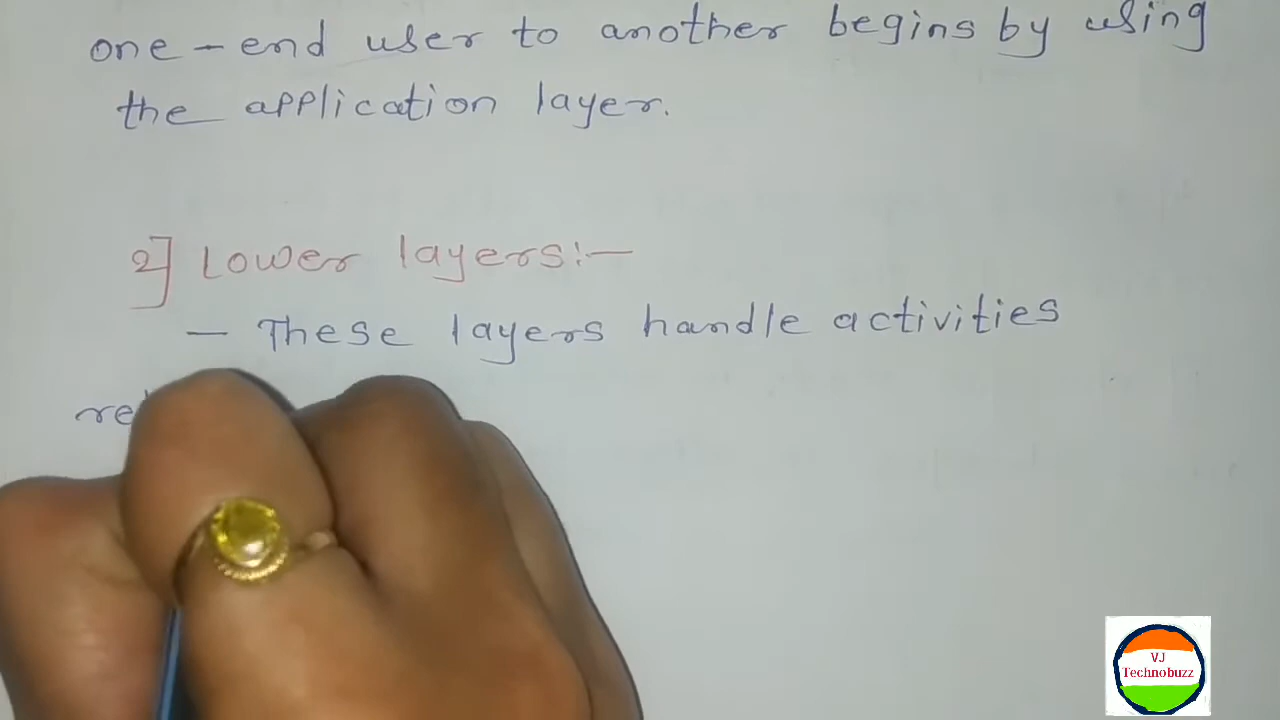 one-end user to another begins by using
the application layer.
2] Lower layers:-
- These layers handle activities
VJ
Technobuzz